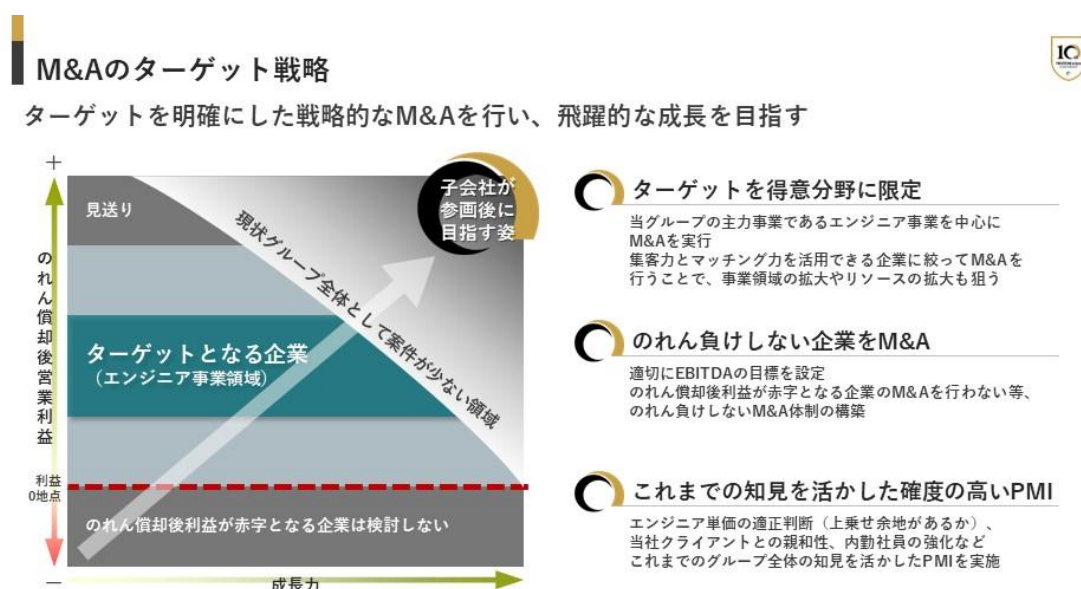 M&Aのターゲット戦略
10
ターゲットを明確にした戦略的なM&Aを行い、飛躍的な成長を目指す
＋
のれん償却後営業利益
利益
0地点
－
見送り
子会社が
参画後に
目指す姿
現状グループ全体として案件が少ない領域
ターゲットとなる企業
（エンジニア事業領域）
のれん償却後利益が赤字となる企業は検討しない
成長力
ターゲットを得意分野に限定
当グループの主力事業であるエンジニア事業を中心に
M&Aを実行
集客力とマッチング力を活用できる企業に絞ってM&Aを
行うことで、事業領域の拡大やリソースの拡大も狙う
のれん負けしない企業をM&A
適切にEBITDAの目標を設定
のれん償却後利益が赤字となる企業のM&Aを行わない等、
のれん負けしないM&A体制の構築
これまでの知見を活かした確度の高いPMI
エンジニア単価の適正判断（上乗せ余地があるか）、
当社クライアントとの親和性、内勤社員の強化など
これまでのグループ全体の知見を活かしたPMIを実施